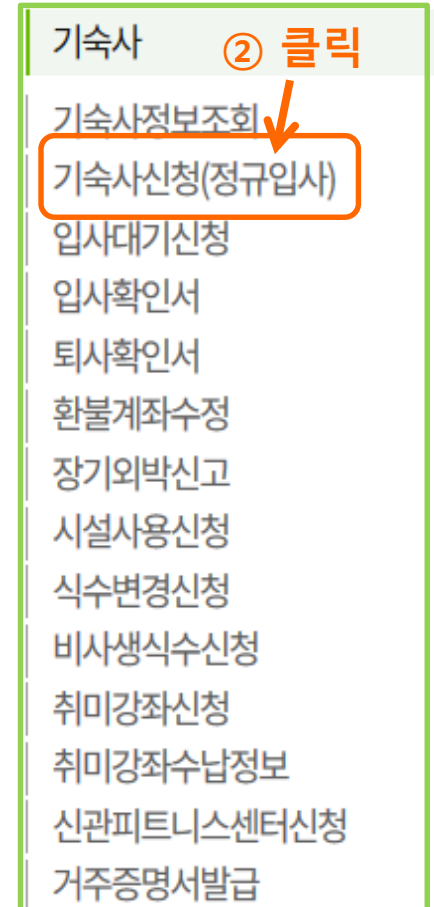 기숙사
② 클릭
기숙사정보조회
기숙사신청(정규입사)
입사대기신청
입사확인서
퇴사확인서
환불계좌수정
장기외박신고
시설사용신청
식수변경신청
비사생식수신청
취미강좌신청
취미강좌수납정보
신관피트니스센터신청
거주증명서발급